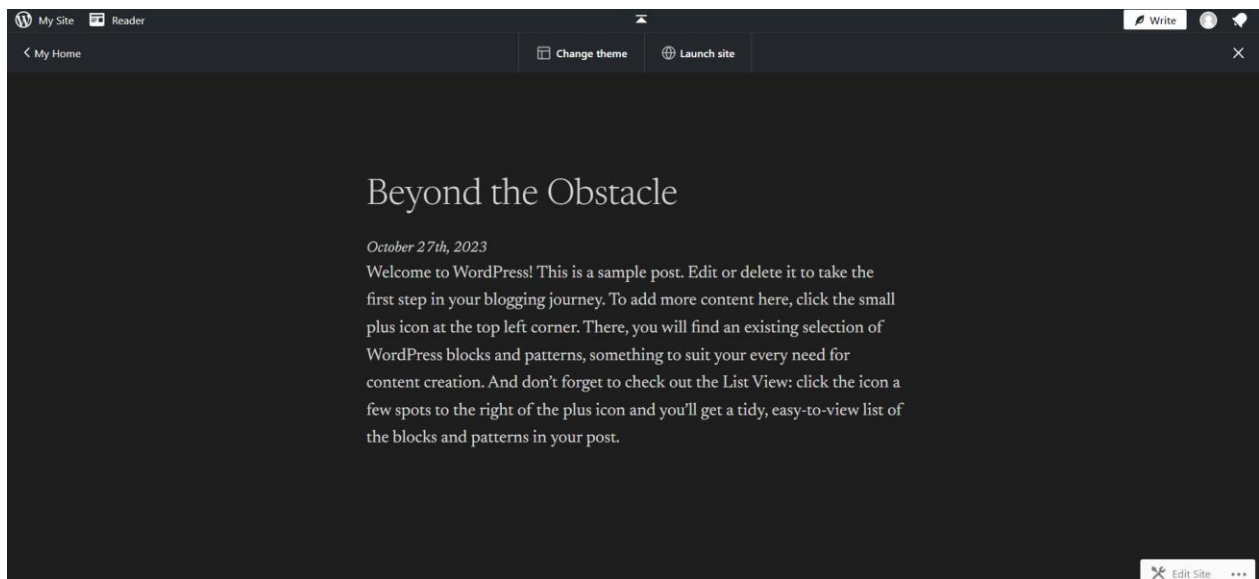 My Site Reader Write
My Home Change theme Launch site
Beyond the Obstacle
October 27th, 2023
Welcome to WordPress! This is a sample post. Edit or delete it to take the
first step in your blogging journey. To add more content here, click the small
plus icon at the top left corner. There, you will find an existing selection of
WordPress blocks and patterns, something to suit your every need for
content creation. And don’t forget to check out the List View: click the icon a
few spots to the right of the plus icon and you’ll get a tidy, easy-to-view list of
the blocks and patterns in your post.
Edit Site